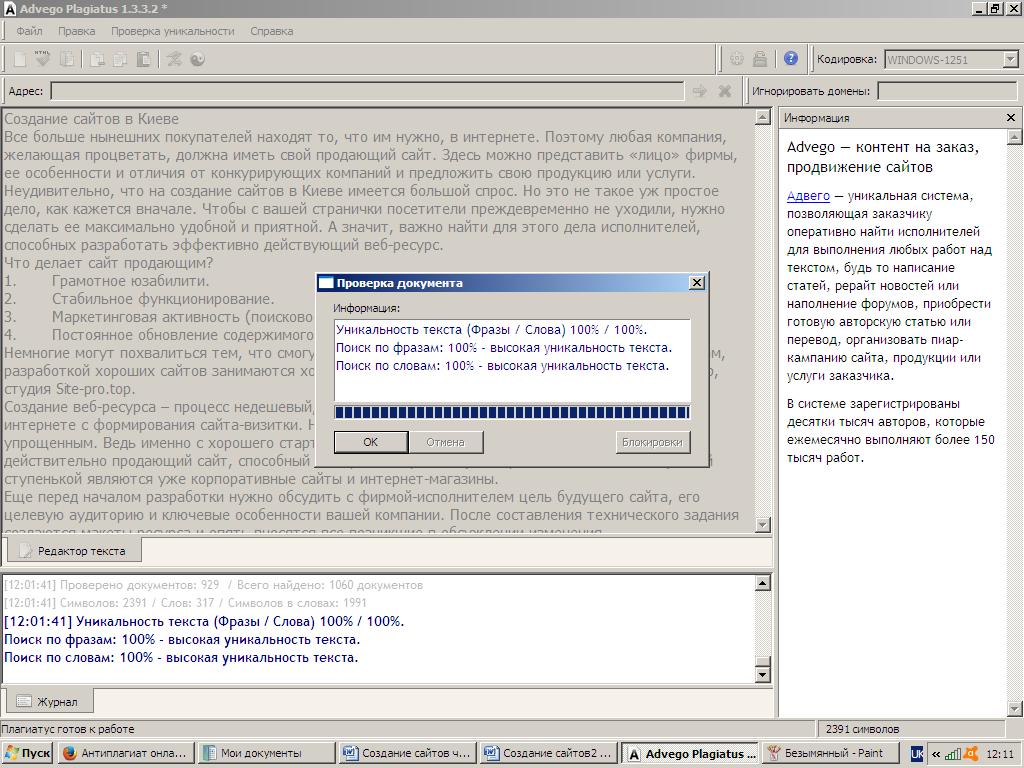 Advego Plagiatus 1.3.3.2 *
Файл Правка Проверка уникальности Справка
HTML
Кодировка: WINDOWS-1251
Адрес:
Игнорировать домены:
Создание сайтов в Киеве
Все больше нынешних покупателей находят то, что им нужно, в интернете. Поэтому любая компания,
желающая процветать, должна иметь свой продающий сайт. Здесь можно представить «лицо» фирмы,
ее особенности и отличия от конкурирующих компаний и предложить свою продукцию или услуги.
Неудивительно, что на создание сайтов в Киеве имеется большой спрос. Но это не такое уж простое
дело, как кажется вначале. Чтобы с вашей странички посетители преждевременно не уходили, нужно
сделать ее максимально удобной и приятной. А значит, важно найти для этого дела исполнителей,
способных разработать эффективно действующий веб-ресурс.
Что делает сайт продающим?
1. Грамотное юзабилити.
2. Стабильное функционирование.
3. Маркетинговая активность (поисково
4. Постоянное обновление содержимого
Немногие могут похвалиться тем, что смогу
разработкой хороших сайтов занимаются хо
студия Site-pro.top.
Создание веб-ресурса – процесс недешевый,
интернете с формирования сайта-визитки. Н
упрощенным. Ведь именно с хорошего старт
действительно продающий сайт, способный
ступенькой являются уже корпоративные сайты и интернет-магазины.
Еще перед началом разработки нужно обсудить с фирмой-исполнителем цель будущего сайта, его
целевую аудиторию и ключевые особенности вашей компании. После составления технического задания
создаются макеты ресурса и опять вносятся все возникшие в обсуждении изменения.
Проверка документа
Информация:
Уникальность текста (Фразы / Слова) 100% / 100%.
Поиск по фразам: 100% - высокая уникальность текста.
Поиск по словам: 100% - высокая уникальность текста.
OK Отмена Блокировки
Редактор текста
[12:01:41] Проверено документов: 929 / Всего найдено: 1060 документов
[12:01:41] Символов: 2391 / Слов: 317 / Символов в словах: 1991
[12:01:41] Уникальность текста (Фразы / Слова) 100% / 100%.
Поиск по фразам: 100% - высокая уникальность текста.
Поиск по словам: 100% - высокая уникальность текста.
Журнал
Информация
Advego — контент на заказ,
продвижение сайтов
Адвего — уникальная система,
позволяющая заказчику
оперативно найти исполнителей
для выполнения любых работ над
текстом, будь то написание
статей, рерайт новостей или
наполнение форумов, приобрести
готовую авторскую статью или
перевод, организовать пиар-
кампанию сайта, продукции или
услуги заказчика.
В системе зарегистрированы
десятки тысяч авторов, которые
ежемесячно выполняют более 150
тысяч работ.
Плагиатус готов к работе
2391 символов
Пуск Антиплагиат онла... Мои документы Создание сайтов ч... Создание сайтов2 ... Advego Plagiatus ... Безымянный - Paint UK « 12:11